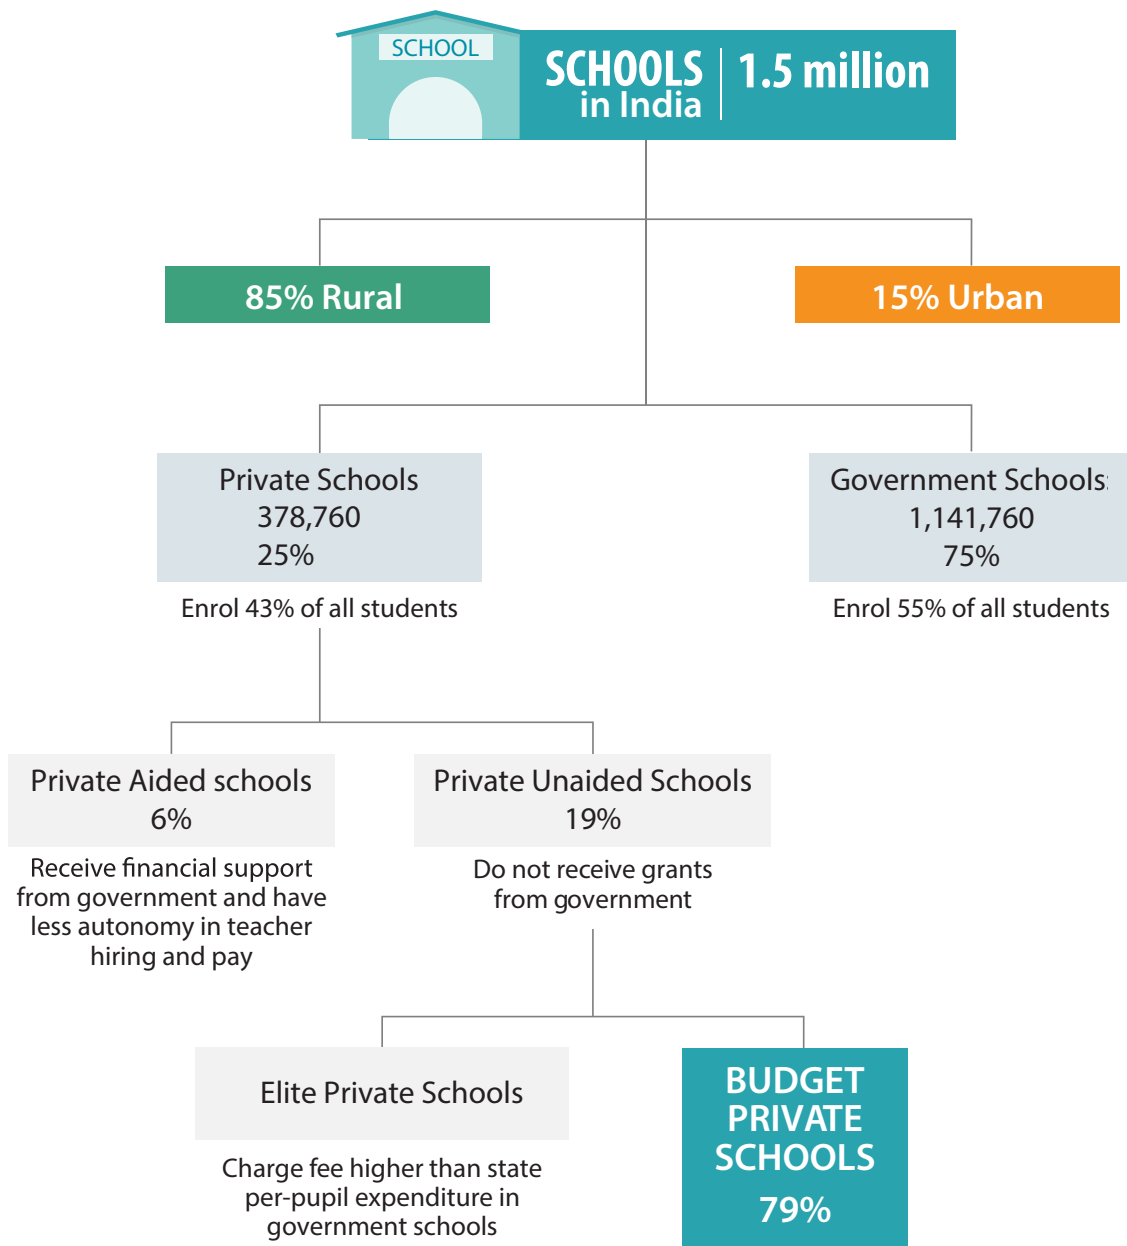 SCHOOL
SCHOOLS
in India
1.5 million
85% Rural
15% Urban
Private Schools
378,760
25%
Enrol 43% of all students
Government Schools:
1,141,760
75%
Enrol 55% of all students
Private Aided schools
6%
Receive financial support
from government and have
less autonomy in teacher
hiring and pay
Private Unaided Schools
19%
Do not receive grants
from government
Elite Private Schools
Charge fee higher than state
per-pupil expenditure in
government schools
BUDGET
PRIVATE
SCHOOLS
79%